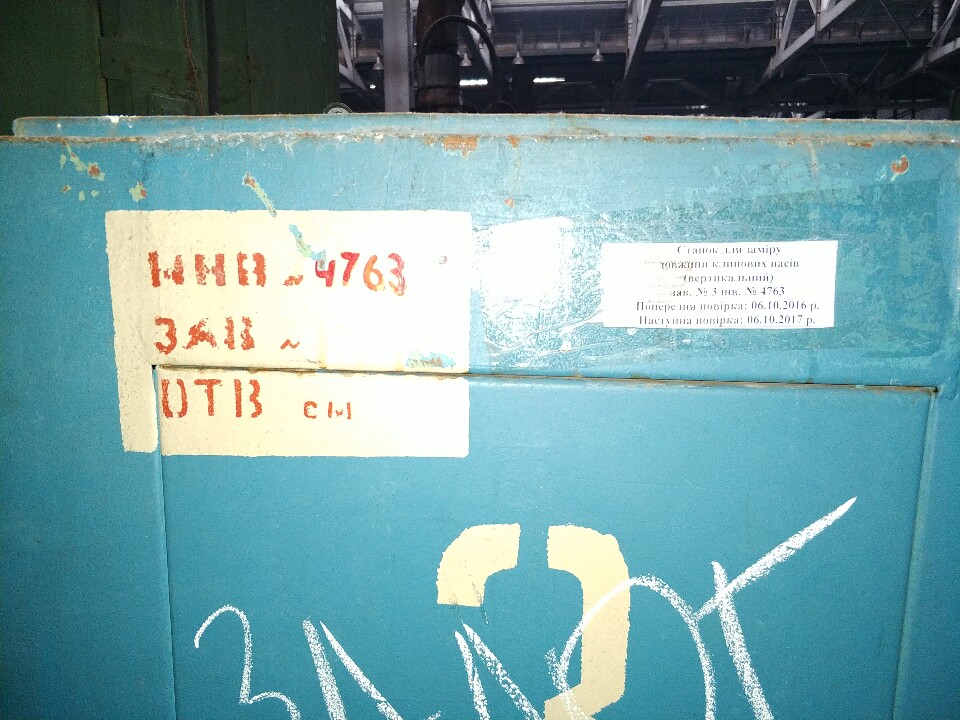 ИНВ ~ 4763
ЗАВ ~
ОТВ см
Станок для заміру
довжини клинових пасів
(вертикальний)
зав. № 3 інв. № 4763
Попередня повірка: 06.10.2016 р.
Наступна повірка: 06.10.2017 р.